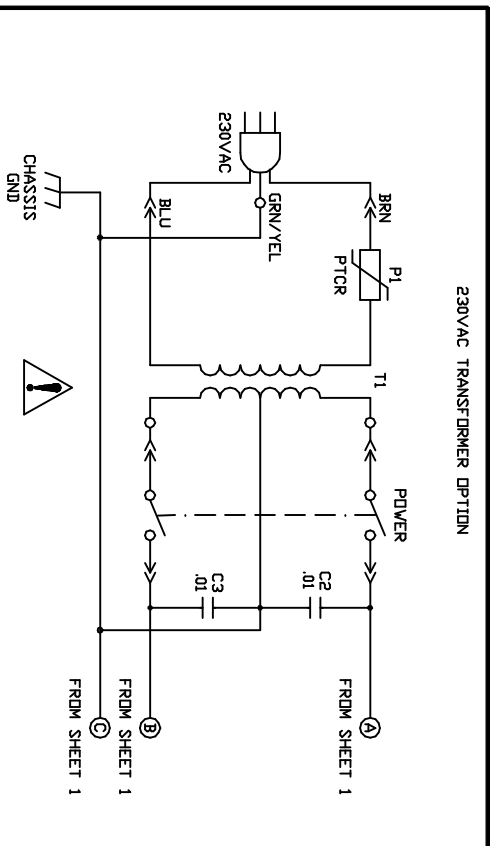 230VAC TRANSFORMER OPTION
BRN
P1
PTCR
T1
POWER
C2
.01
A
FROM SHEET 1
230VAC
GRN/YEL
BLU
C3
.01
B
FROM SHEET 1
C
FROM SHEET 1
CHASSIS
GND